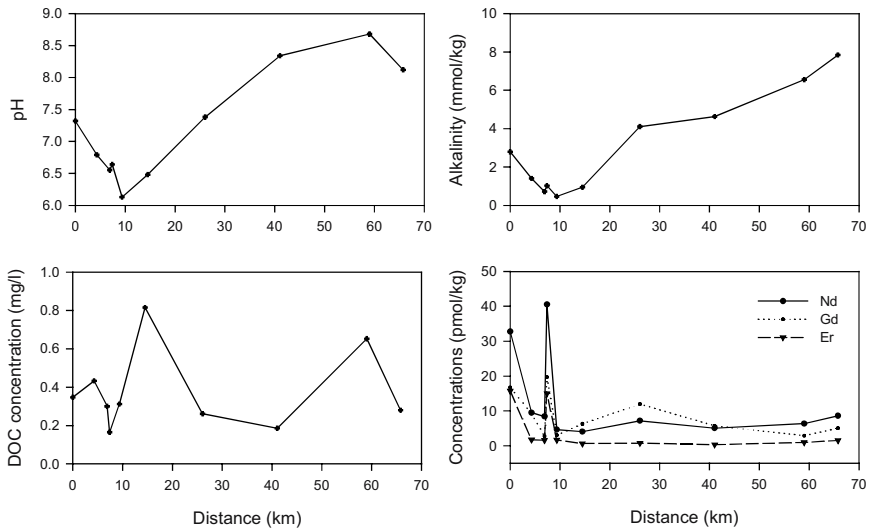 pH
9.0
8.5
8.0
7.5
7.0
6.5
6.0
0 10 20 30 40 50 60 70
Alkalinity (mmol/kg)
10
8
6
4
2
0
0 10 20 30 40 50 60 70
DOC concentration (mg/l)
1.0
0.8
0.6
0.4
0.2
0.0
0 10 20 30 40 50 60 70
Distance (km)
Concentrations (pmol/kg)
50
40
30
20
10
0
Nd
Gd
Er
0 10 20 30 40 50 60 70
Distance (km)